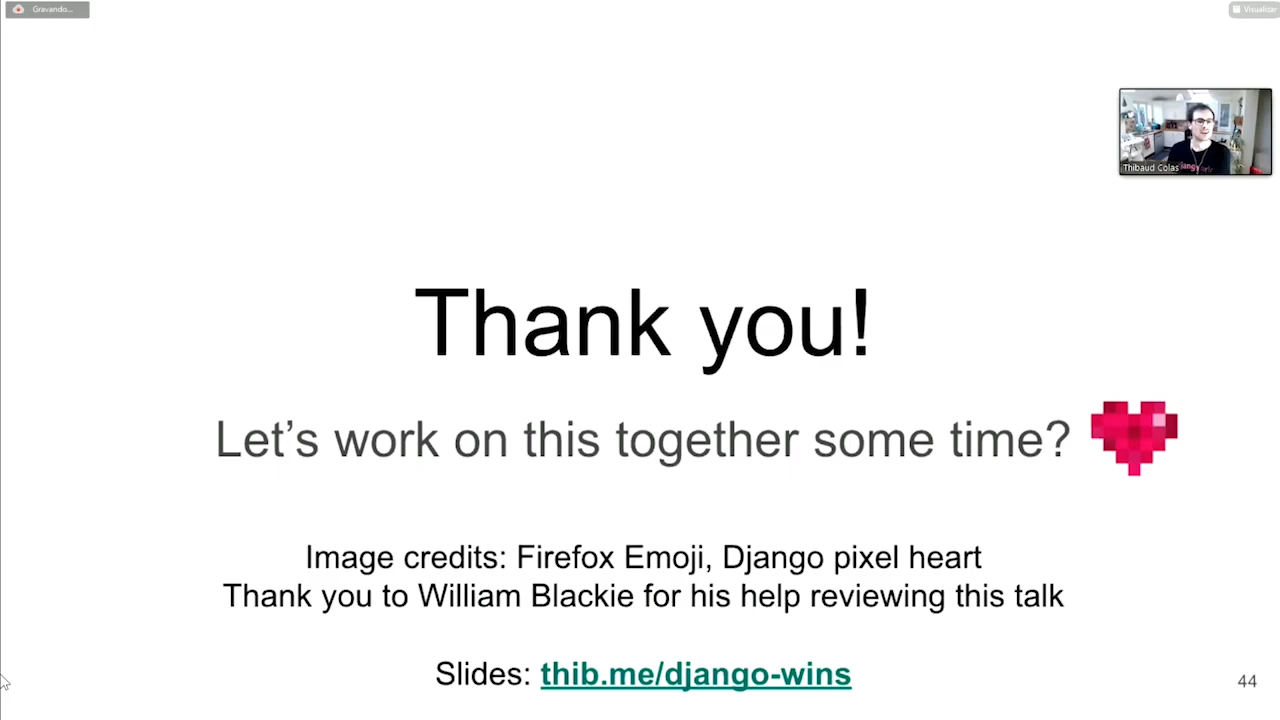 Gravando...
Visualizar
Thibaud Colas
Thank you!
Let's work on this together some time?
Image credits: Firefox Emoji, Django pixel heart
Thank you to William Blackie for his help reviewing this talk
Slides: thib.me/django-wins
44